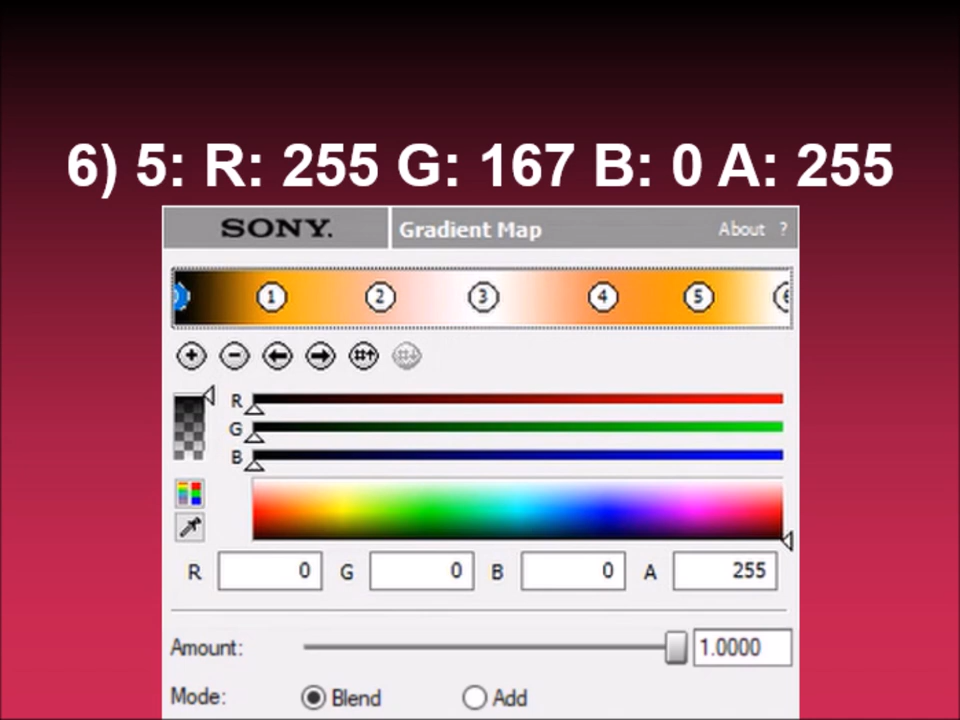 6) 5: R: 255 G: 167 B: 0 A: 255
SONY. Gradient Map About ?
1 2 3 4 5 6
R
G
B
R 0 G 0 B 0 A 255
Amount: 1.0000
Mode: Blend Add